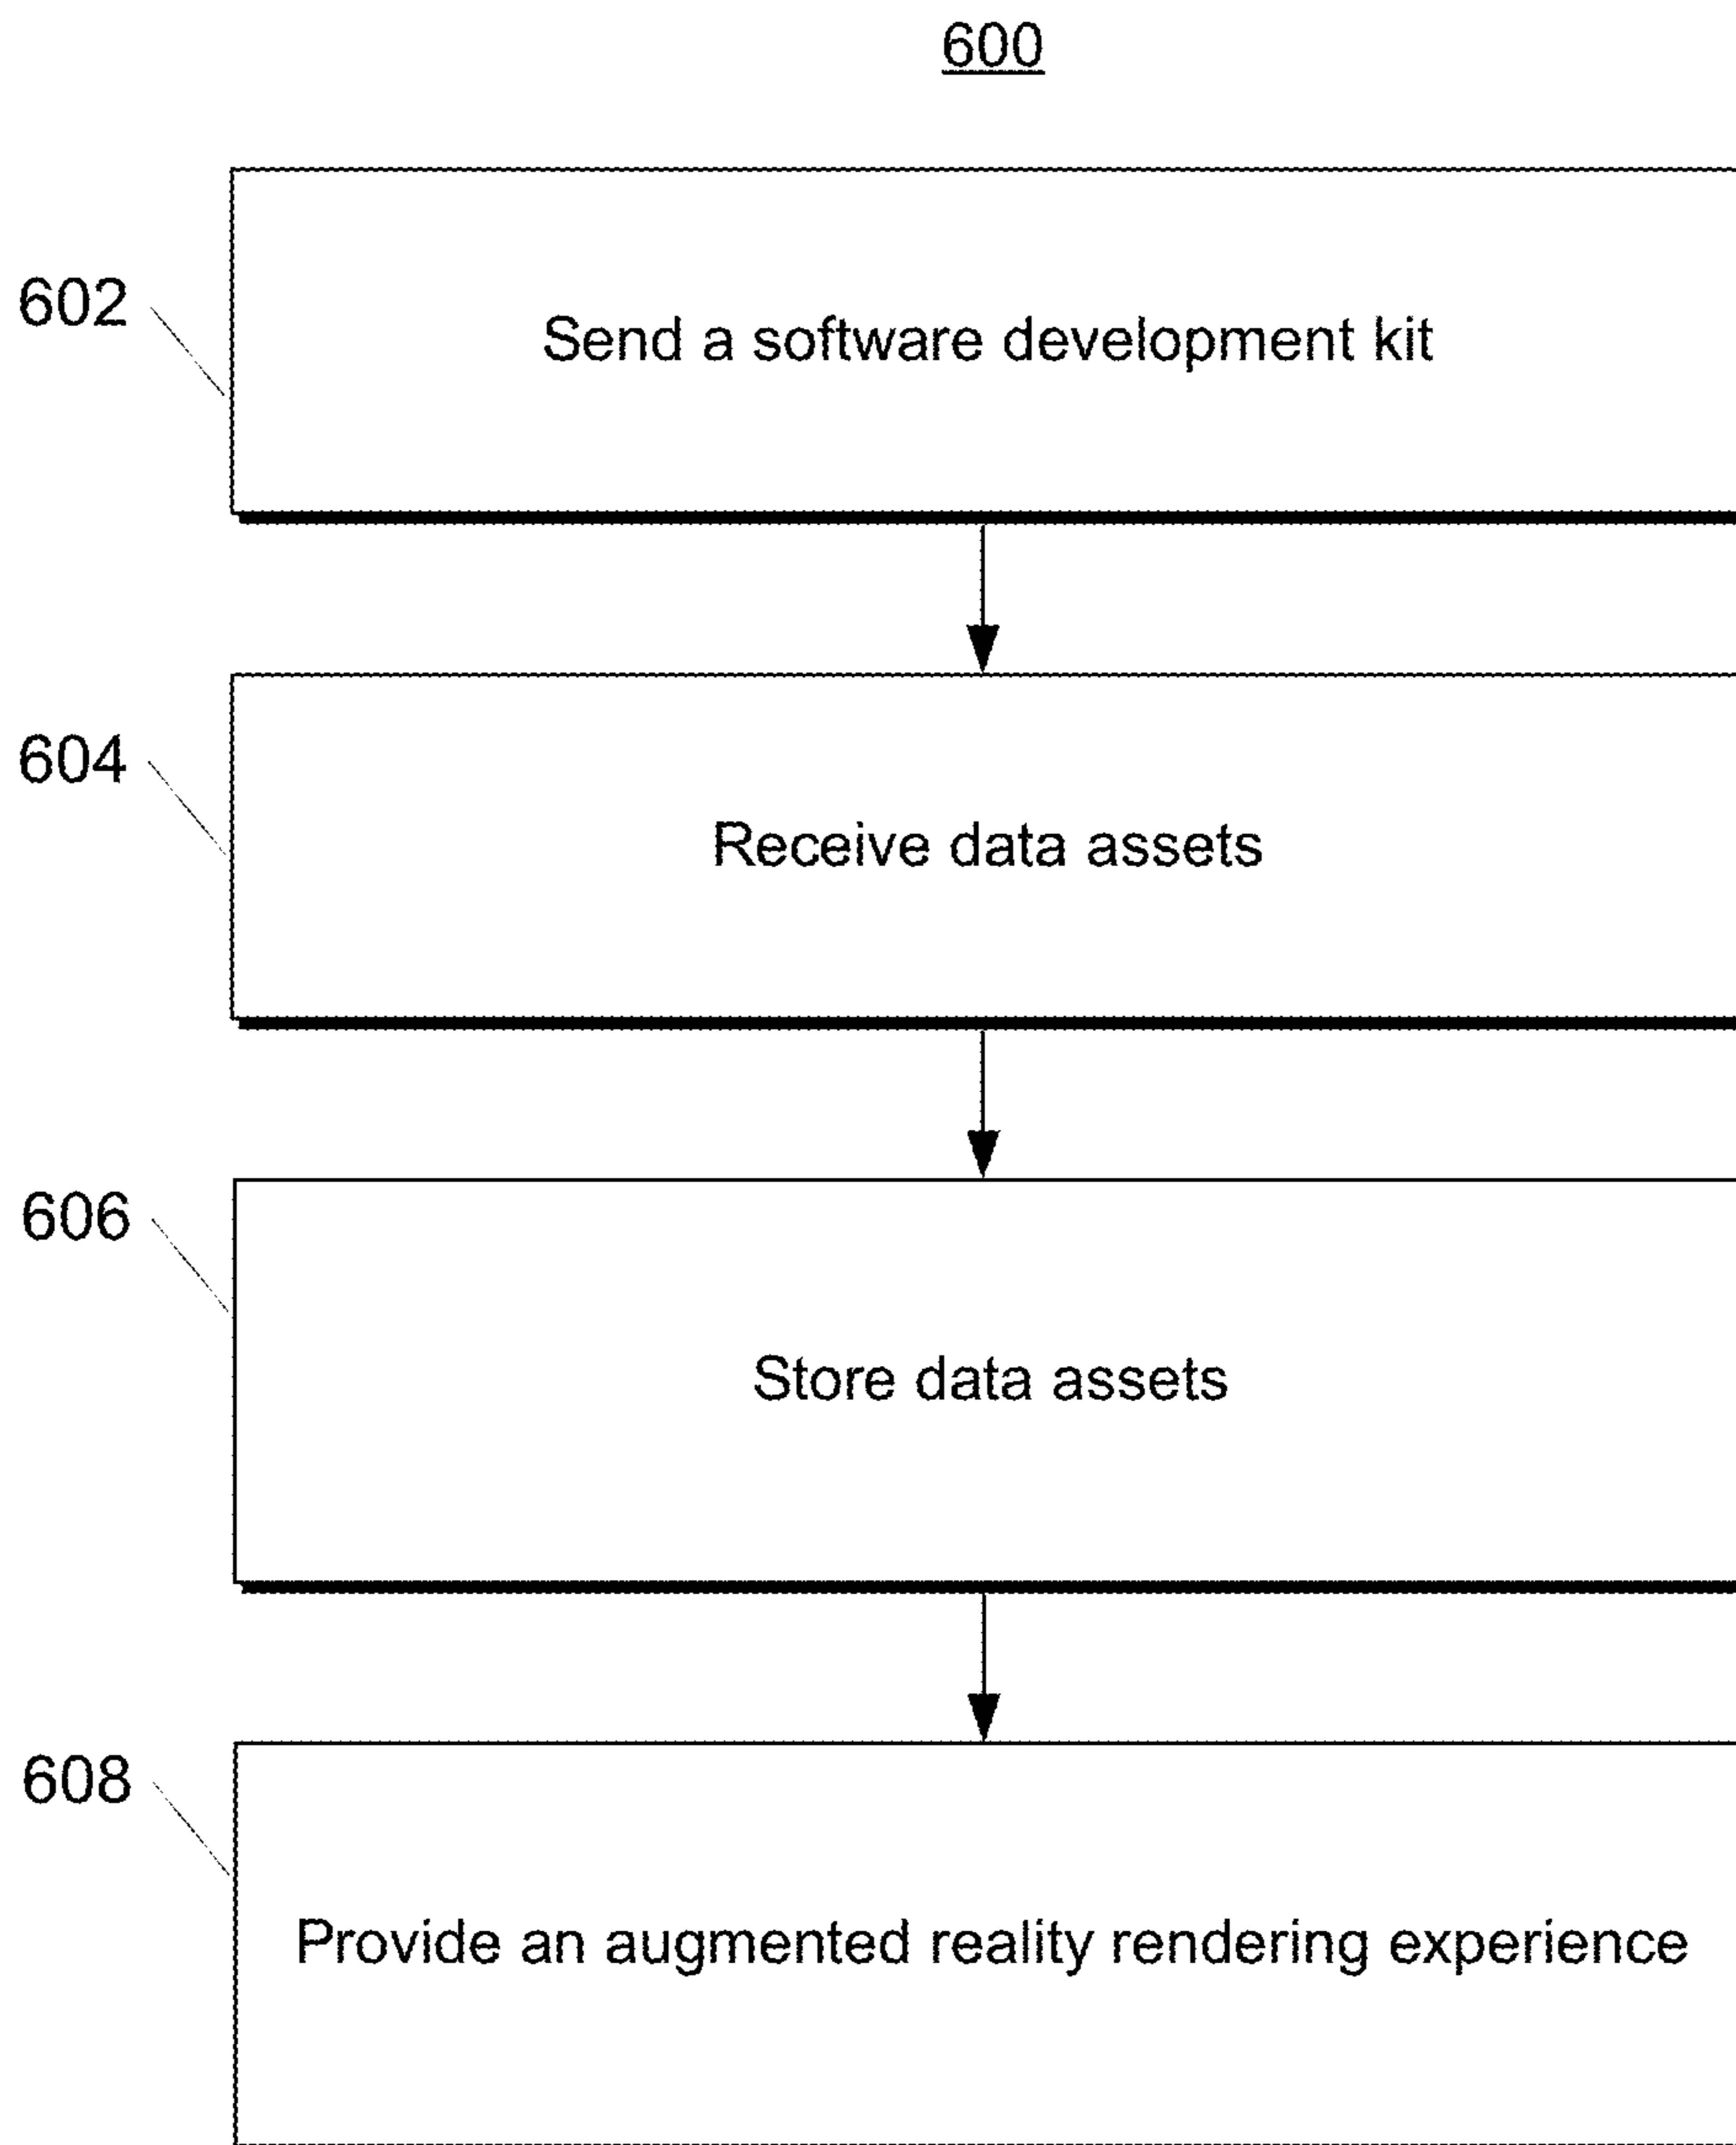 600
602
Send a software development kit
604
Receive data assets
606
Store data assets
608
Provide an augmented reality rendering experience